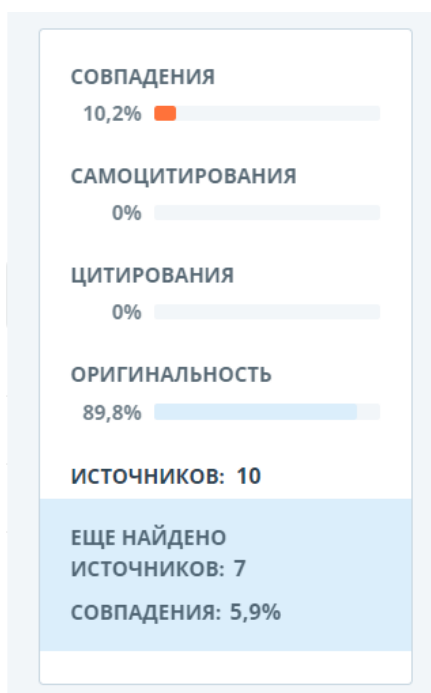 СОВПАДЕНИЯ
10,2%
САМОЦИТИРОВАНИЯ
0%
ЦИТИРОВАНИЯ
0%
ОРИГИНАЛЬНОСТЬ
89,8%
ИСТОЧНИКОВ: 10
ЕЩЕ НАЙДЕНО
ИСТОЧНИКОВ: 7
СОВПАДЕНИЯ: 5,9%